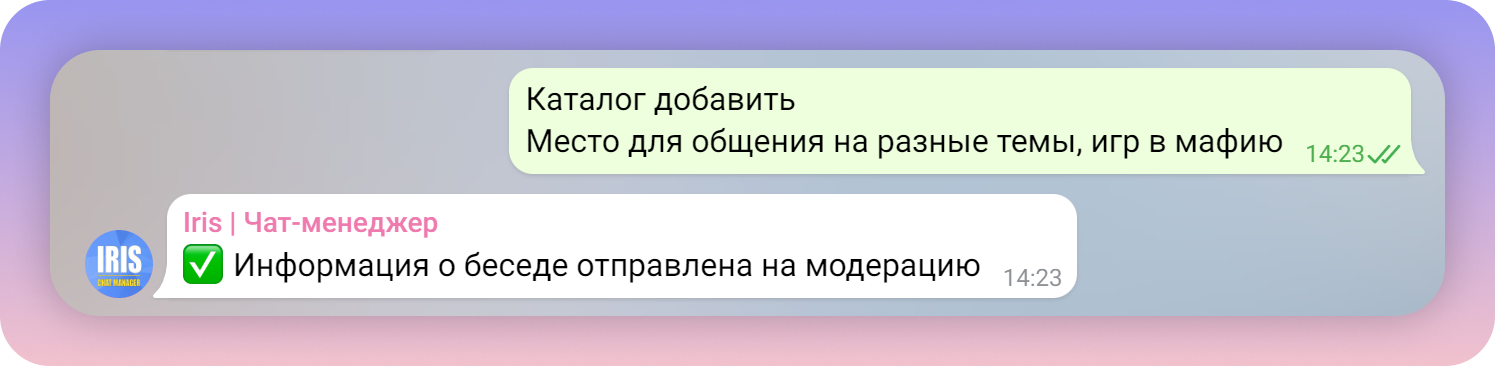 Каталог добавить
Место для общения на разные темы, игр в мафию 14:23
Iris | Чат-менеджер
IRIS
CHAT MANAGER
✅ Информация о беседе отправлена на модерацию 14:23